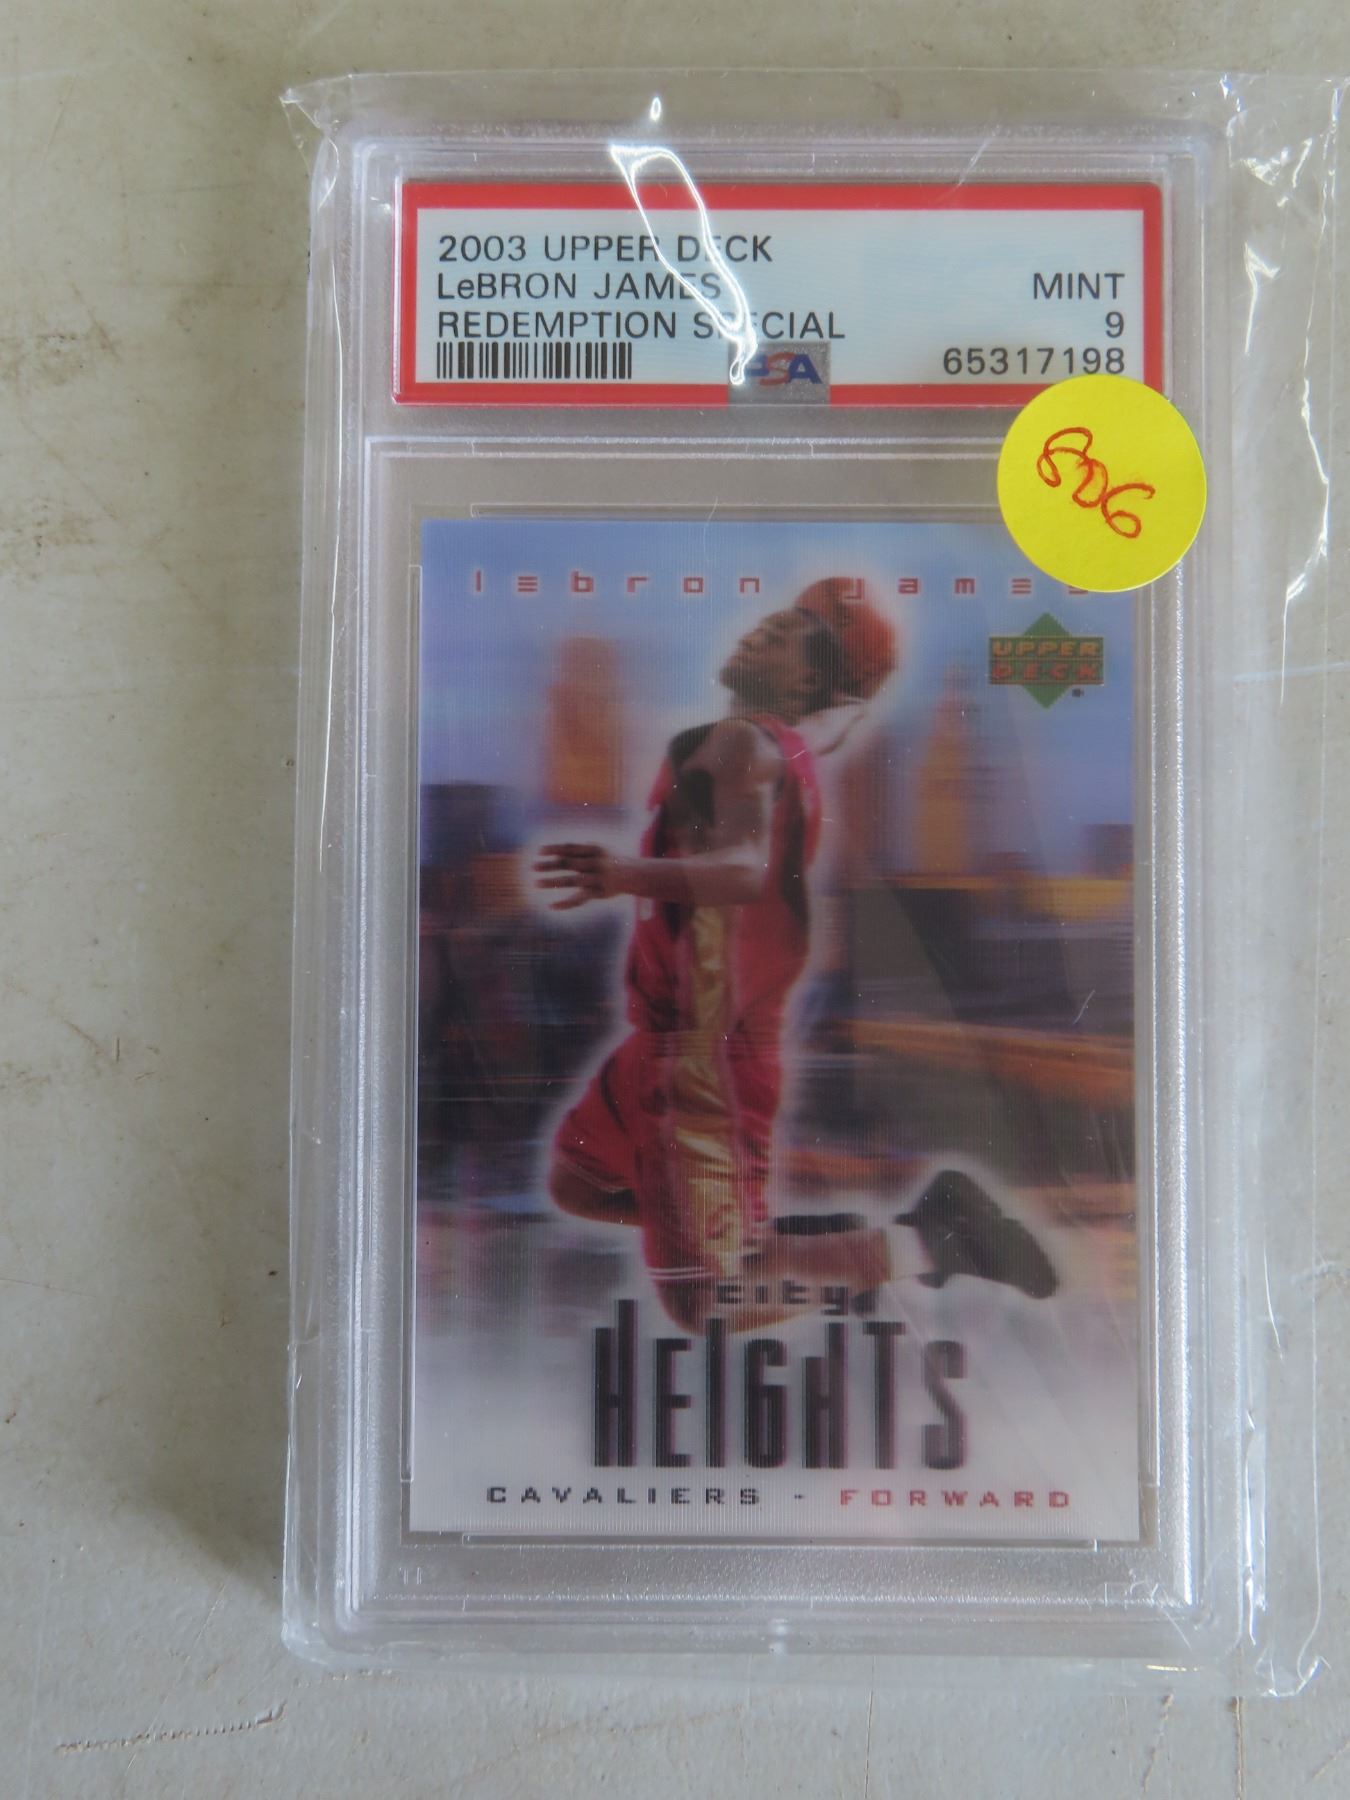 2003 UPPER DECK
LeBRON JAMES MINT
REDEMPTION SPECIAL 9
65317198
PSA
806
lebron james
UPPER
DECK
city
HEIGHTS
CAVALIERS - FORWARD